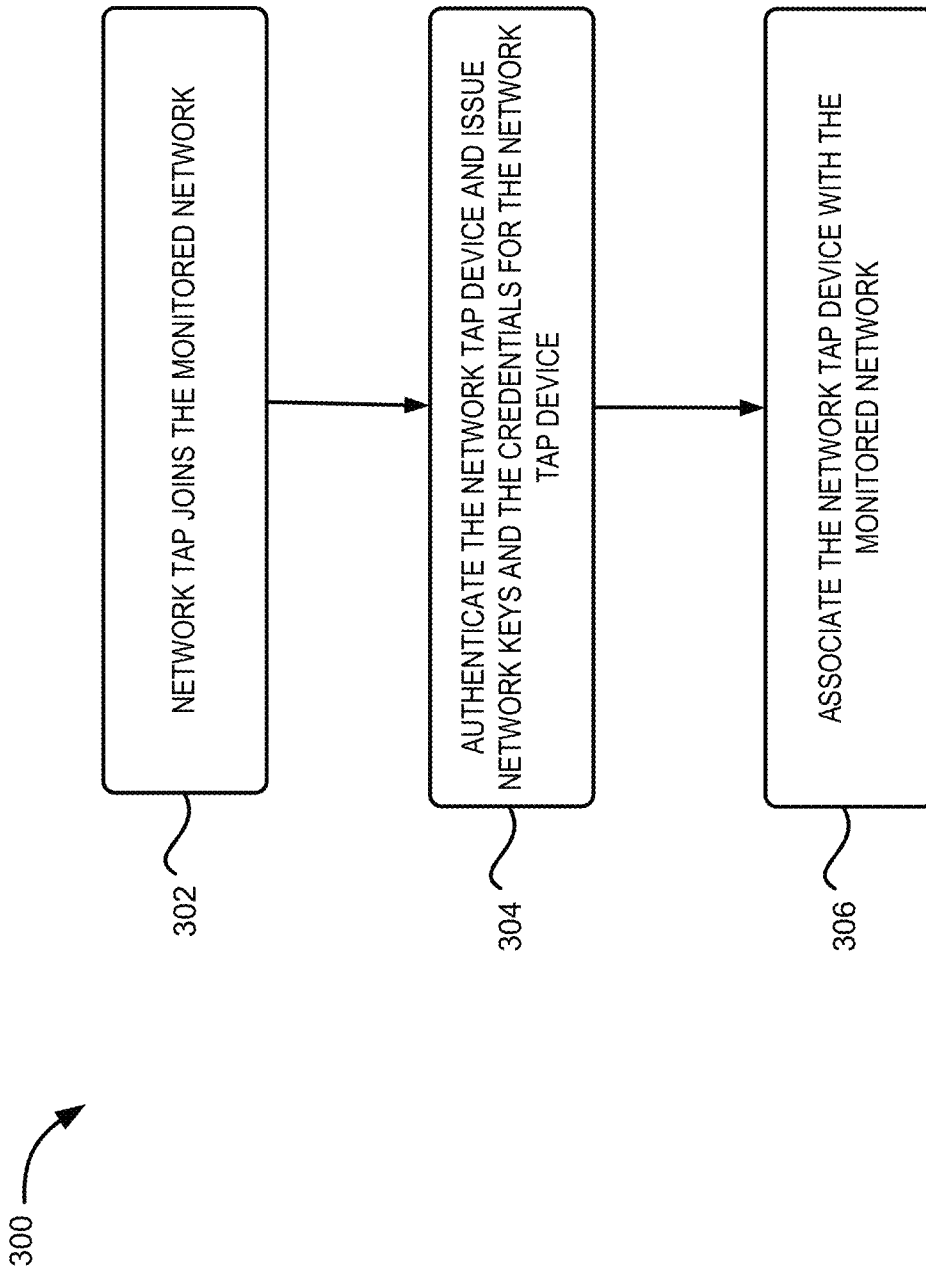 300
302
NETWORK TAP JOINS THE MONITORED NETWORK
304
AUTHENTICATE THE NETWORK TAP DEVICE AND ISSUE
NETWORK KEYS AND THE CREDENTIALS FOR THE NETWORK
TAP DEVICE
306
ASSOCIATE THE NETWORK TAP DEVICE WITH THE
MONITORED NETWORK